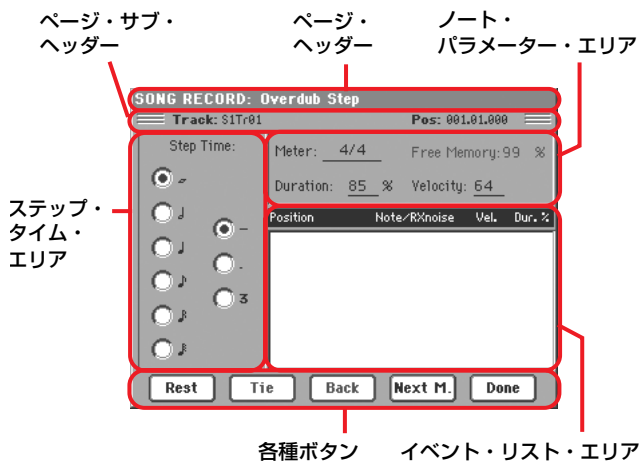 ページ・サブ・
ヘッダー
ページ・
ヘッダー
ノート・
パラメーター・エリア
SONG RECORD: Overdub Step
Track: S1Tr01 Pos: 001.01.000
Step Time:
Meter: 4/4 Free Memory:99 %
Duration: 85 % Velocity: 64
ステップ・
タイム・
エリア
Position Note/RXnoise Vel. Dur.%
-
.
3
Rest Tie Back Next M. Done
各種ボタン イベント・リスト・エリア